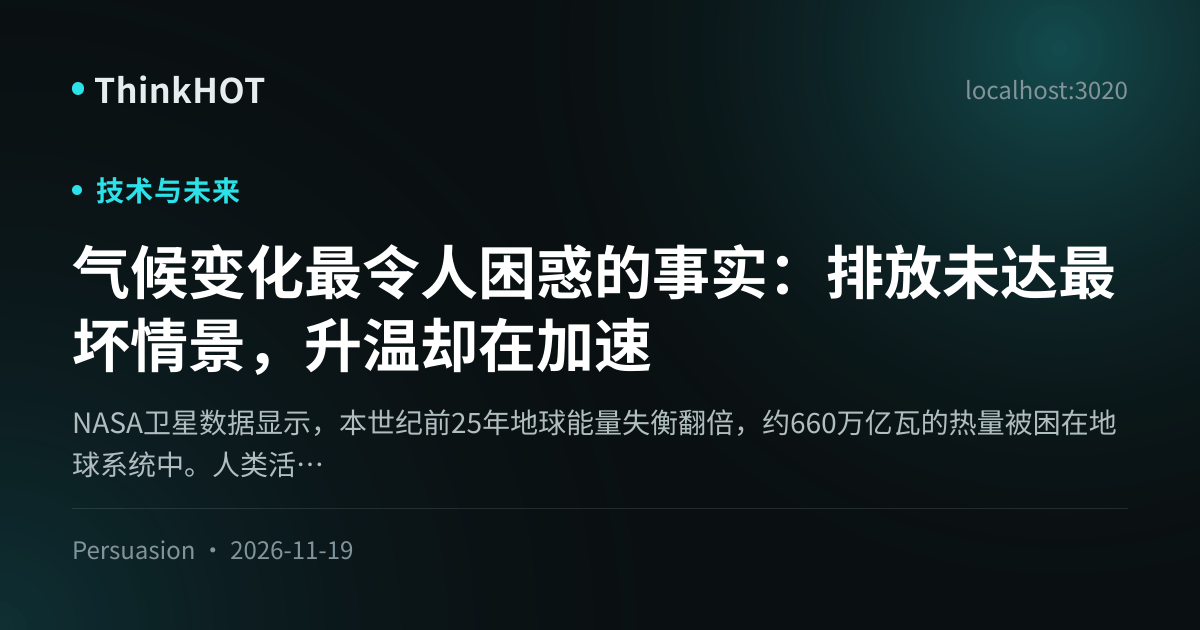 ThinkHOT
localhost:3020
技术与未来
气候变化最令人困惑的事实：排放未达最
坏情景，升温却在加速
NASA卫星数据显示，本世纪前25年地球能量失衡翻倍，约660万亿瓦的热量被困在地
球系统中。人类活…
Persuasion · 2026-11-19